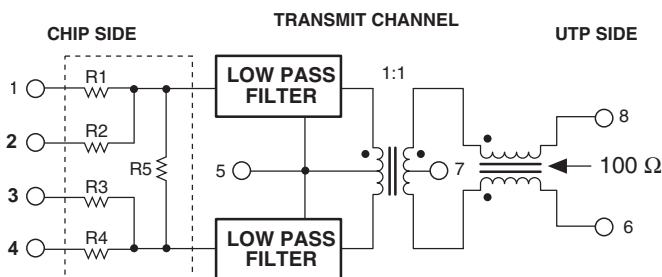 TRANSMIT CHANNEL
CHIP SIDE
UTP SIDE
R1
LOW PASS
FILTER
1:1
1
R2
2
8
R5
5
7
100 Ω
R3
3
R4
4
LOW PASS
FILTER
6